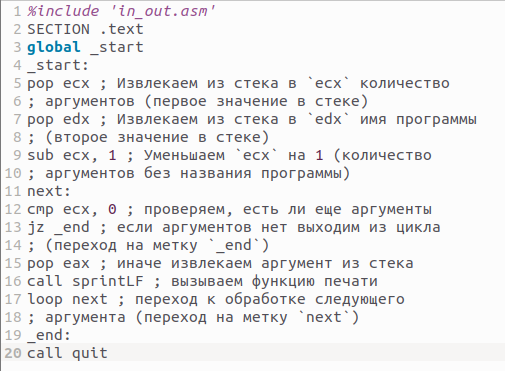 1 %include 'in_out.asm'
2 SECTION .text
3 global _start
4 _start:
5 pop ecx ; Извлекаем из стека в `ecx` количество
6 ; аргументов (первое значение в стеке)
7 pop edx ; Извлекаем из стека в `edx` имя программы
8 ; (второе значение в стеке)
9 sub ecx, 1 ; Уменьшаем `ecx` на 1 (количество
10 ; аргументов без названия программы)
11 next:
12 cmp ecx, 0 ; проверяем, есть ли еще аргументы
13 jz _end ; если аргументов нет выходим из цикла
14 ; (переход на метку `_end`)
15 pop eax ; иначе извлекаем аргумент из стека
16 call sprintLF ; вызываем функцию печати
17 loop next ; переход к обработке следующего
18 ; аргумента (переход на метку `next`)
19 _end:
20 call quit